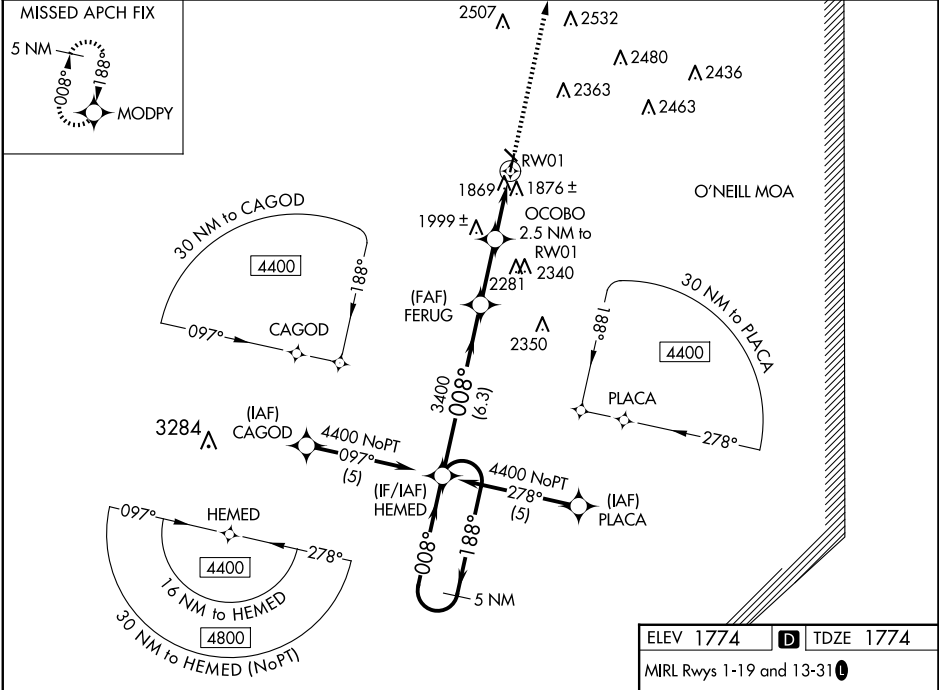 MISSED APCH FIX
5 NM
008°
188°
MODPY
2507
2532
2480
2436
2363
2463
RW01
1869
1876 ±
O'NEILL MOA
OCOBO
2.5 NM to
RW01
1999 ±
2281
2340
(FAF)
FERUG
2350
30 NM to CAGOD
4400
188°
097°
CAGOD
30 NM to PLACA
188°
4400
PLACA
278°
3400
008°
(6.3)
3284
(IAF)
CAGOD
4400 NoPT
097°
(5)
(IF/IAF)
HEMED
4400 NoPT
278°
(5)
(IAF)
PLACA
008°
188°
5 NM
097°
HEMED
278°
4400
16 NM to HEMED
4800
30 NM to HEMED (NoPT)
ELEV 1774 D TDZE 1774
MIRL Rwys 1-19 and 13-31 L